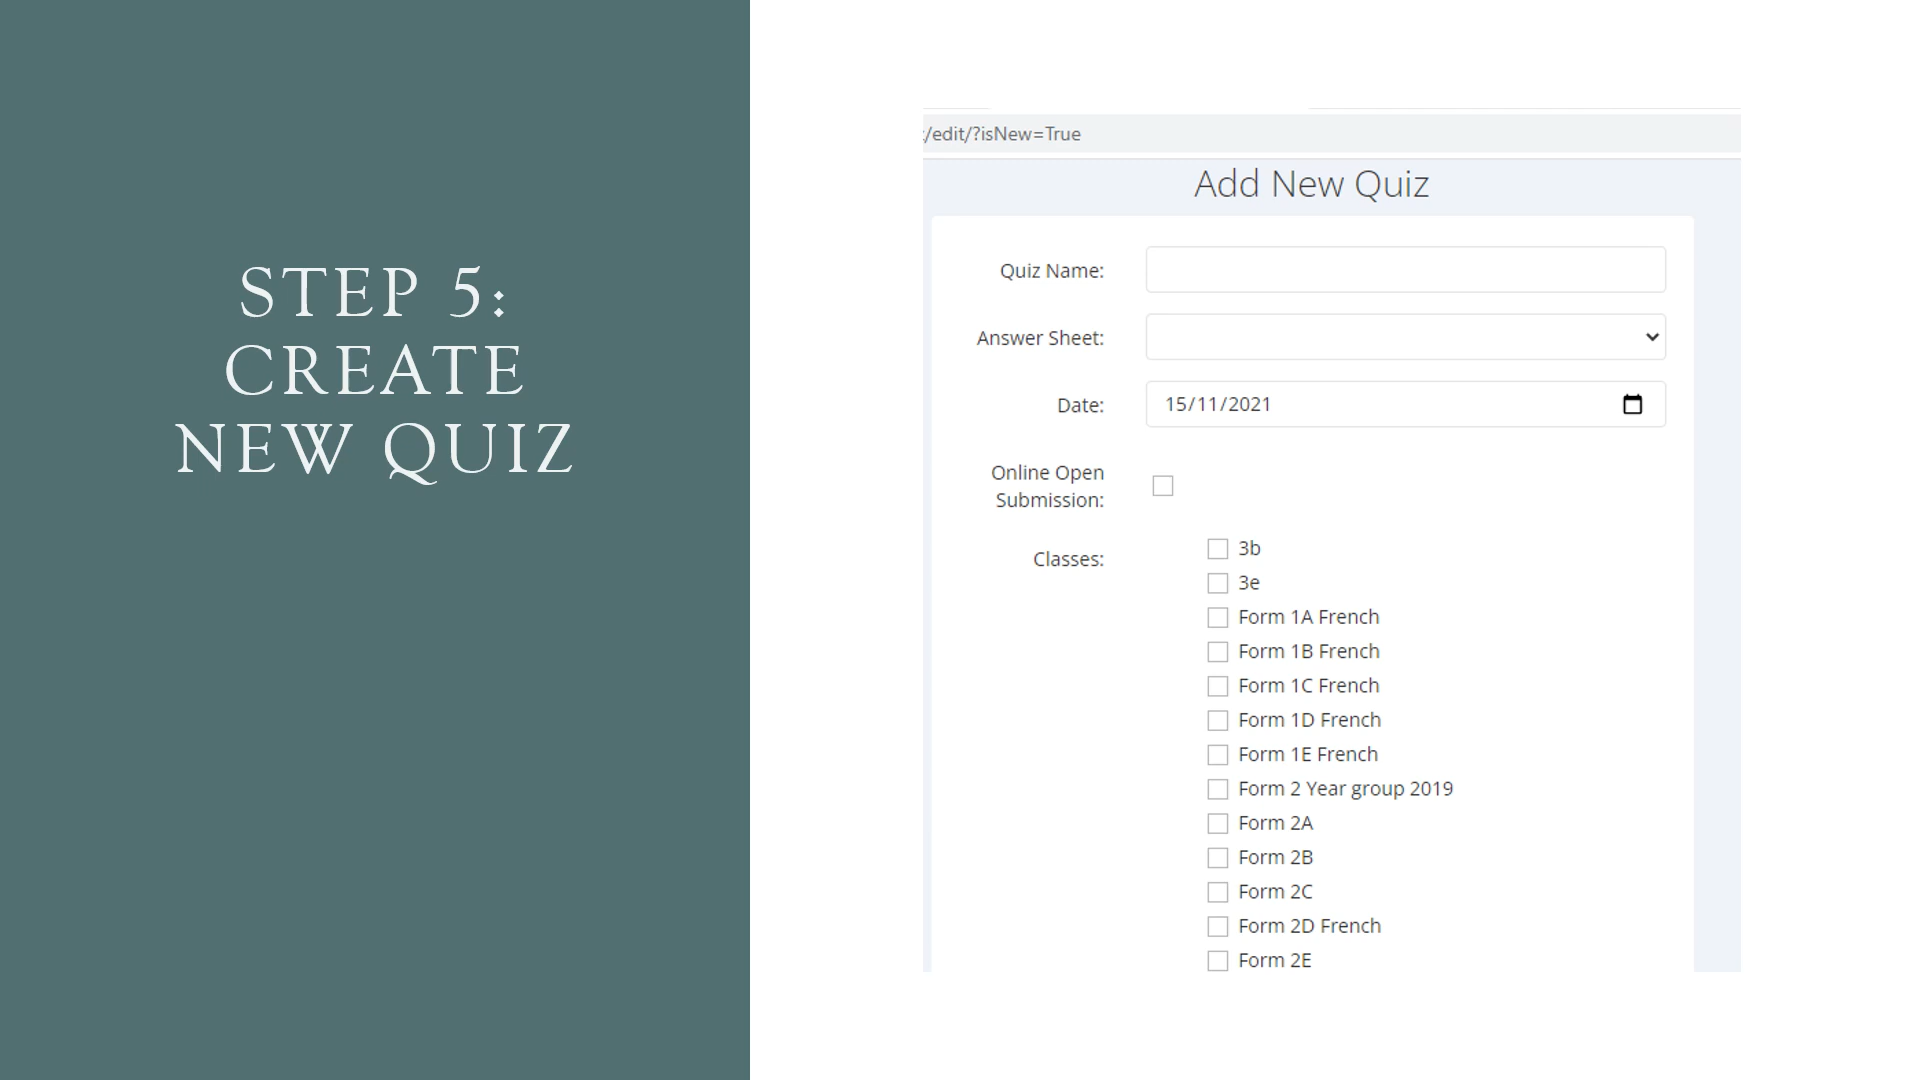 STEP 5:
CREATE
NEW QUIZ
/edit/?isNew=True
Add New Quiz
Quiz Name:
Answer Sheet:
Date: 15/11/2021
Online Open
Submission:
Classes:
3b
3e
Form 1A French
Form 1B French
Form 1C French
Form 1D French
Form 1E French
Form 2 Year group 2019
Form 2A
Form 2B
Form 2C
Form 2D French
Form 2E